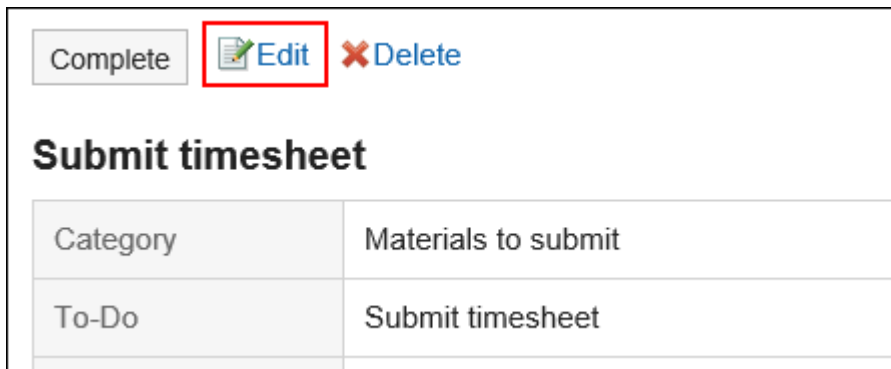 Complete Edit Delete
Submit timesheet
Category Materials to submit
To-Do Submit timesheet